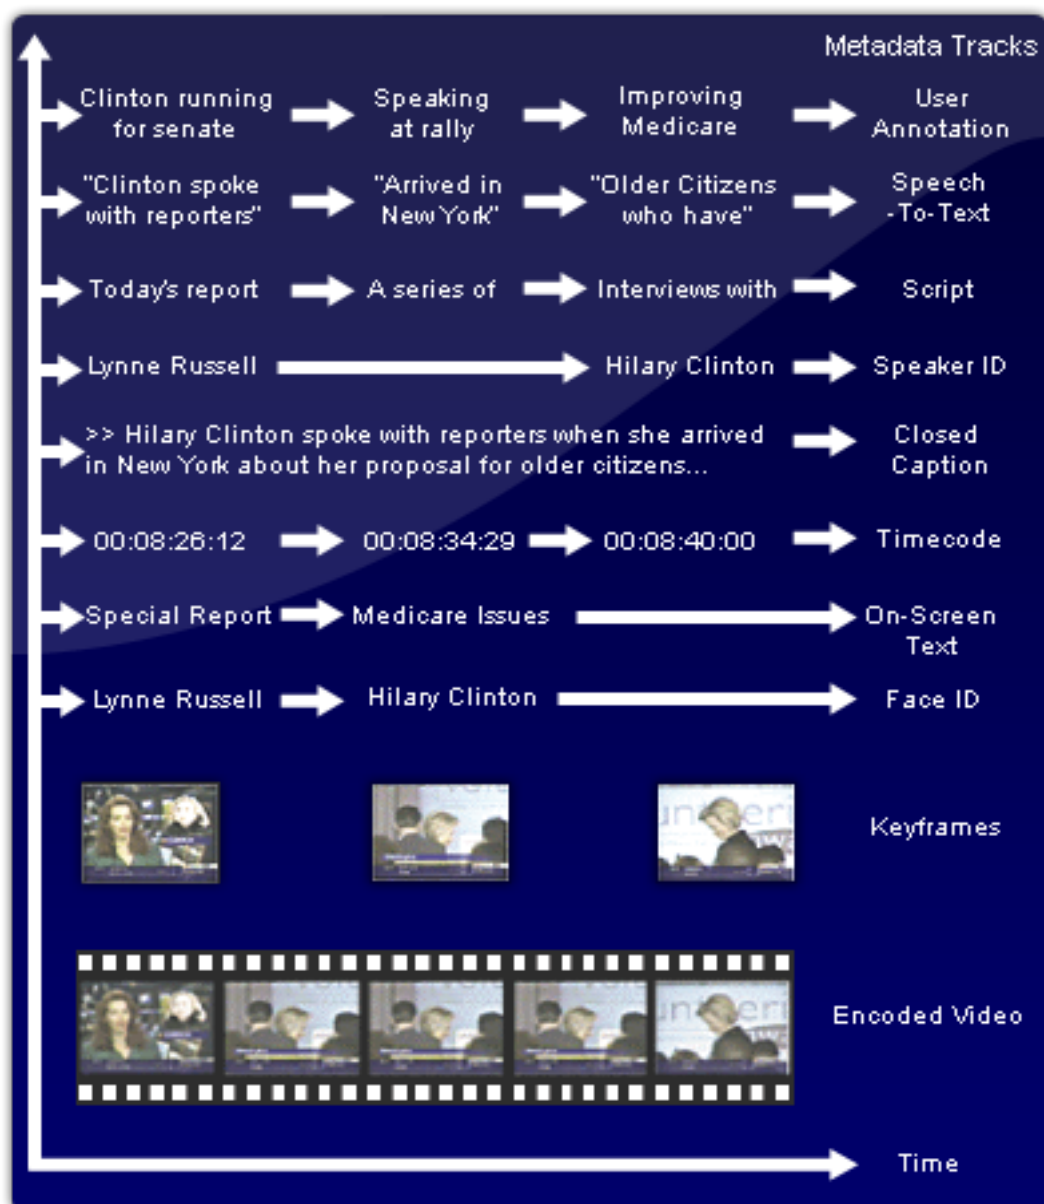 Metadata Tracks
Clinton running
for senate
Speaking
at rally
Improving
Medicare
User
Annotation
"Clinton spoke
with reporters"
"Arrived in
New York"
"Older Citizens
who have"
Speech
-To-Text
Today's report
A series of
Interviews with
Script
Lynne Russell
Hilary Clinton
Speaker ID
>> Hilary Clinton spoke with reporters when she arrived
in New York about her proposal for older citizens...
Closed
Caption
00:08:26:12
00:08:34:29
00:08:40:00
Timecode
Special Report
Medicare Issues
On-Screen
Text
Lynne Russell
Hilary Clinton
Face ID
Keyframes
Encoded Video
Time